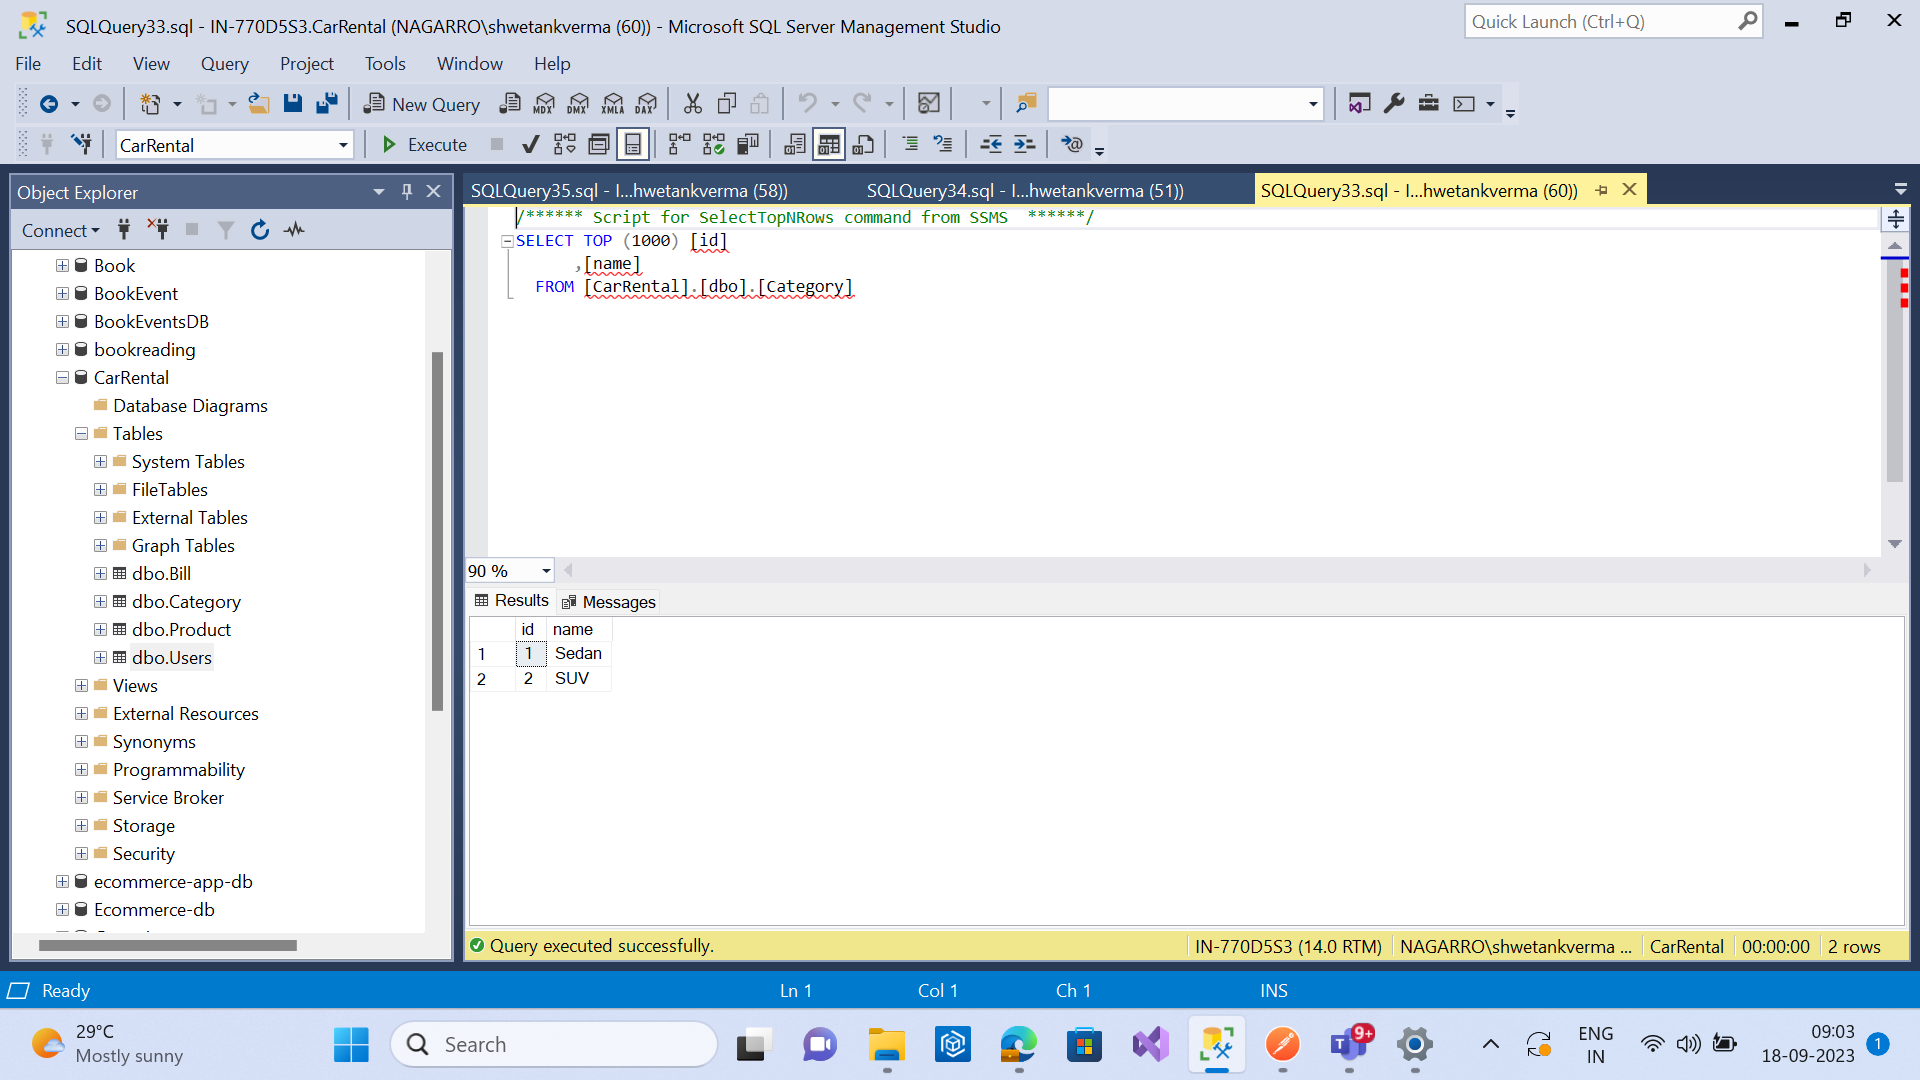 SQLQuery33.sql - IN-770D5S3.CarRental (NAGARRO\shwetankverma (60)) - Microsoft SQL Server Management Studio
Quick Launch (Ctrl+Q)
File Edit View Query Project Tools Window Help
New Query MDX DMX XMLA DAX
CarRental Execute
Object Explorer
SQLQuery35.sql - I...hwetankverma (58))
SQLQuery34.sql - I...hwetankverma (51))
SQLQuery33.sql - I...hwetankverma (60))
Connect
Book
BookEvent
BookEventsDB
bookreading
CarRental
Database Diagrams
Tables
System Tables
FileTables
External Tables
Graph Tables
dbo.Bill
dbo.Category
dbo.Product
dbo.Users
Views
External Resources
Synonyms
Programmability
Service Broker
Storage
Security
ecommerce-app-db
Ecommerce-db
/****** Script for SelectTopNRows command from SSMS  ******/
SELECT TOP (1000) [id]
,[name]
FROM [CarRental].[dbo].[Category]
90 %
Results Messages
id name
1 1 Sedan
2 2 SUV
Query executed successfully.
IN-770D5S3 (14.0 RTM) NAGARRO\shwetankverma ... CarRental 00:00:00 2 rows
Ready Ln 1 Col 1 Ch 1 INS
29°C
Mostly sunny
Search
9+
ENG
IN
09:03
18-09-2023
1